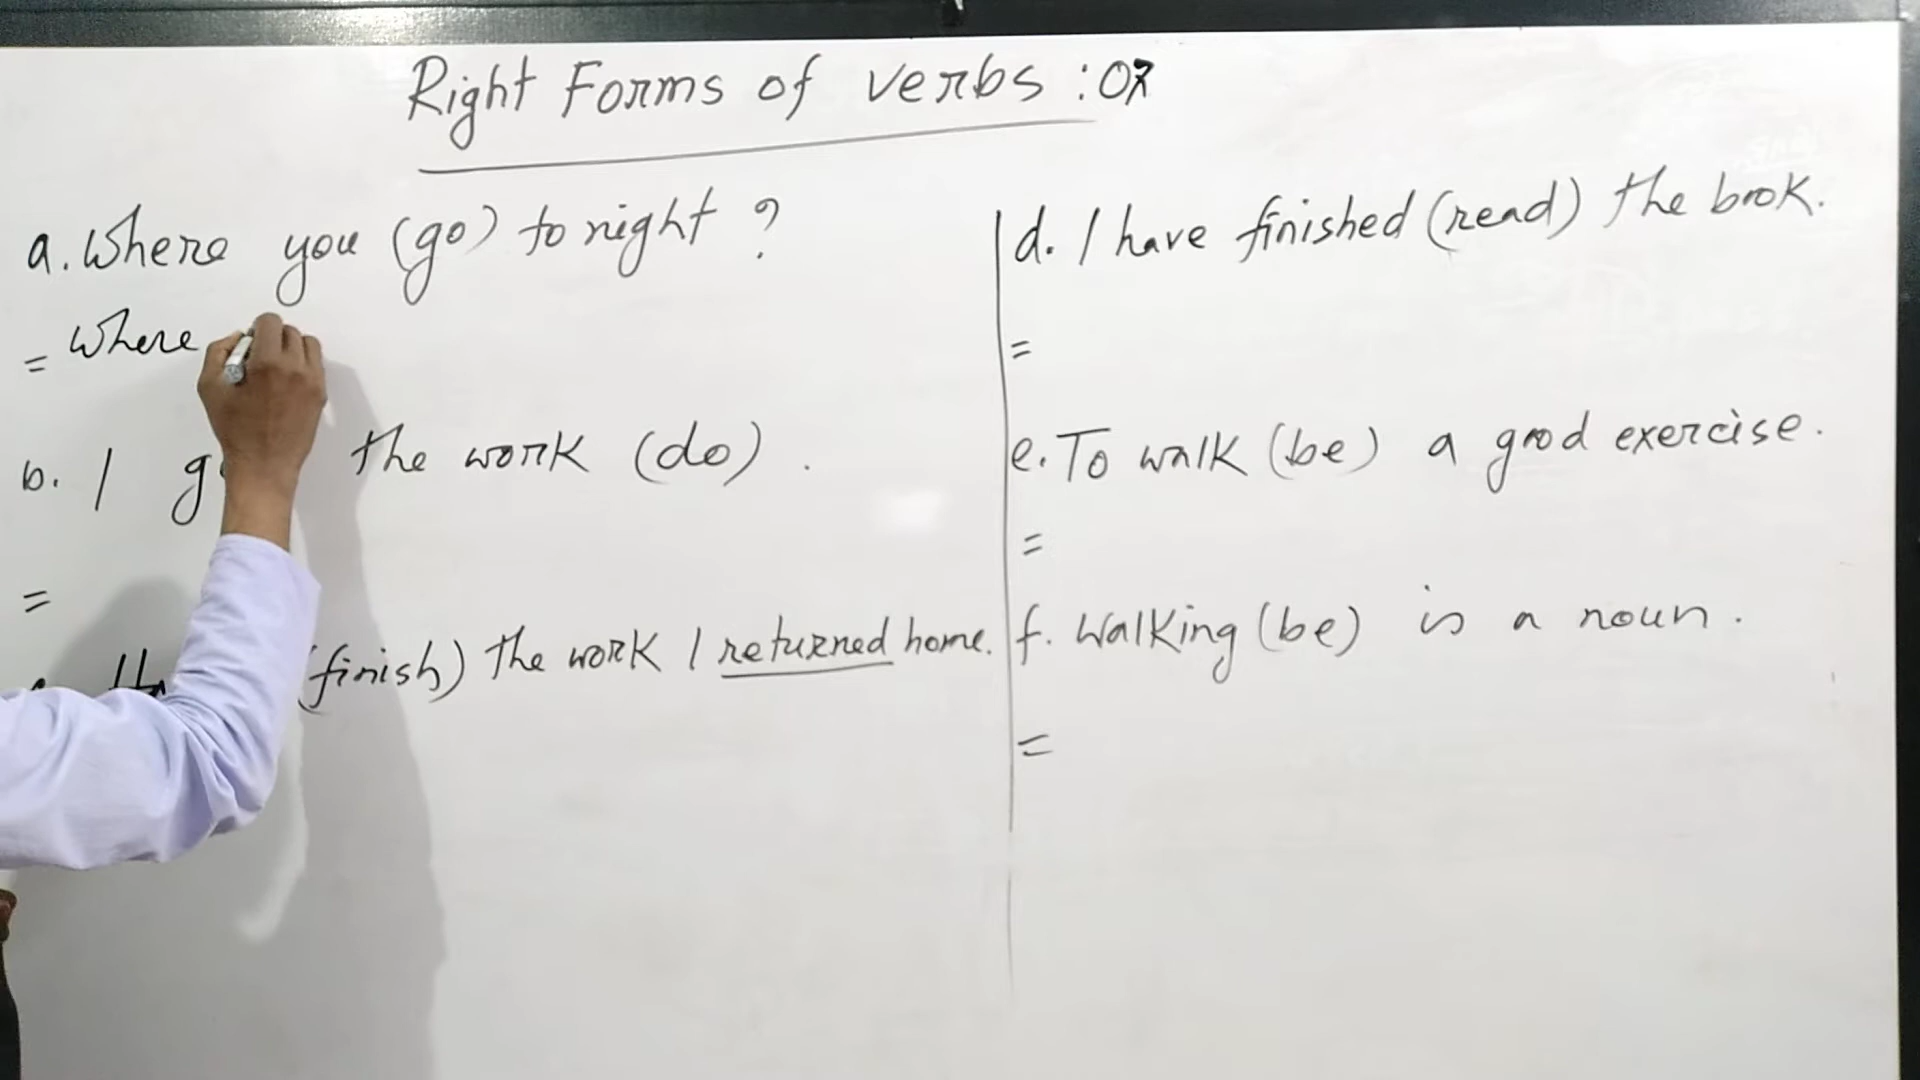 Right Forms of verbs : 07
a. Where you (go) to night ?
= Where
b. I the work (do) .
=
(finish) the work I returned home.
d. I have finished (read) the book.
=
e. To walk (be) a good exercise.
=
f. Walking (be) is a noun.
=